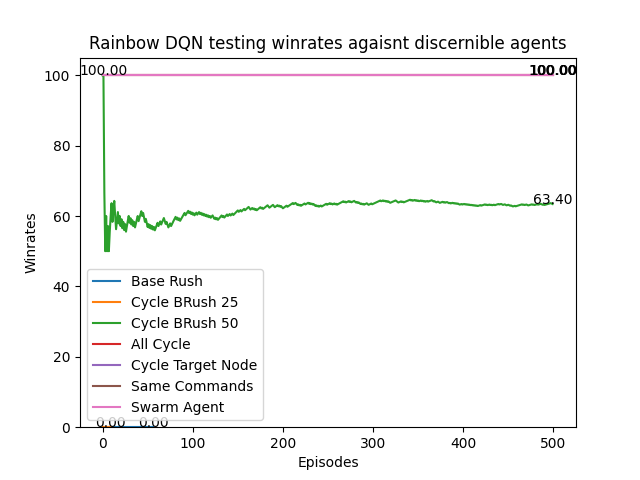 Rainbow DQN testing winrates agaisnt discernible agents
100.00
100.00
63.40
0.00
0.00
Winrates
100
80
60
40
20
0
Base Rush
Cycle BRush 25
Cycle BRush 50
All Cycle
Cycle Target Node
Same Commands
Swarm Agent
0
100
200
300
400
500
Episodes